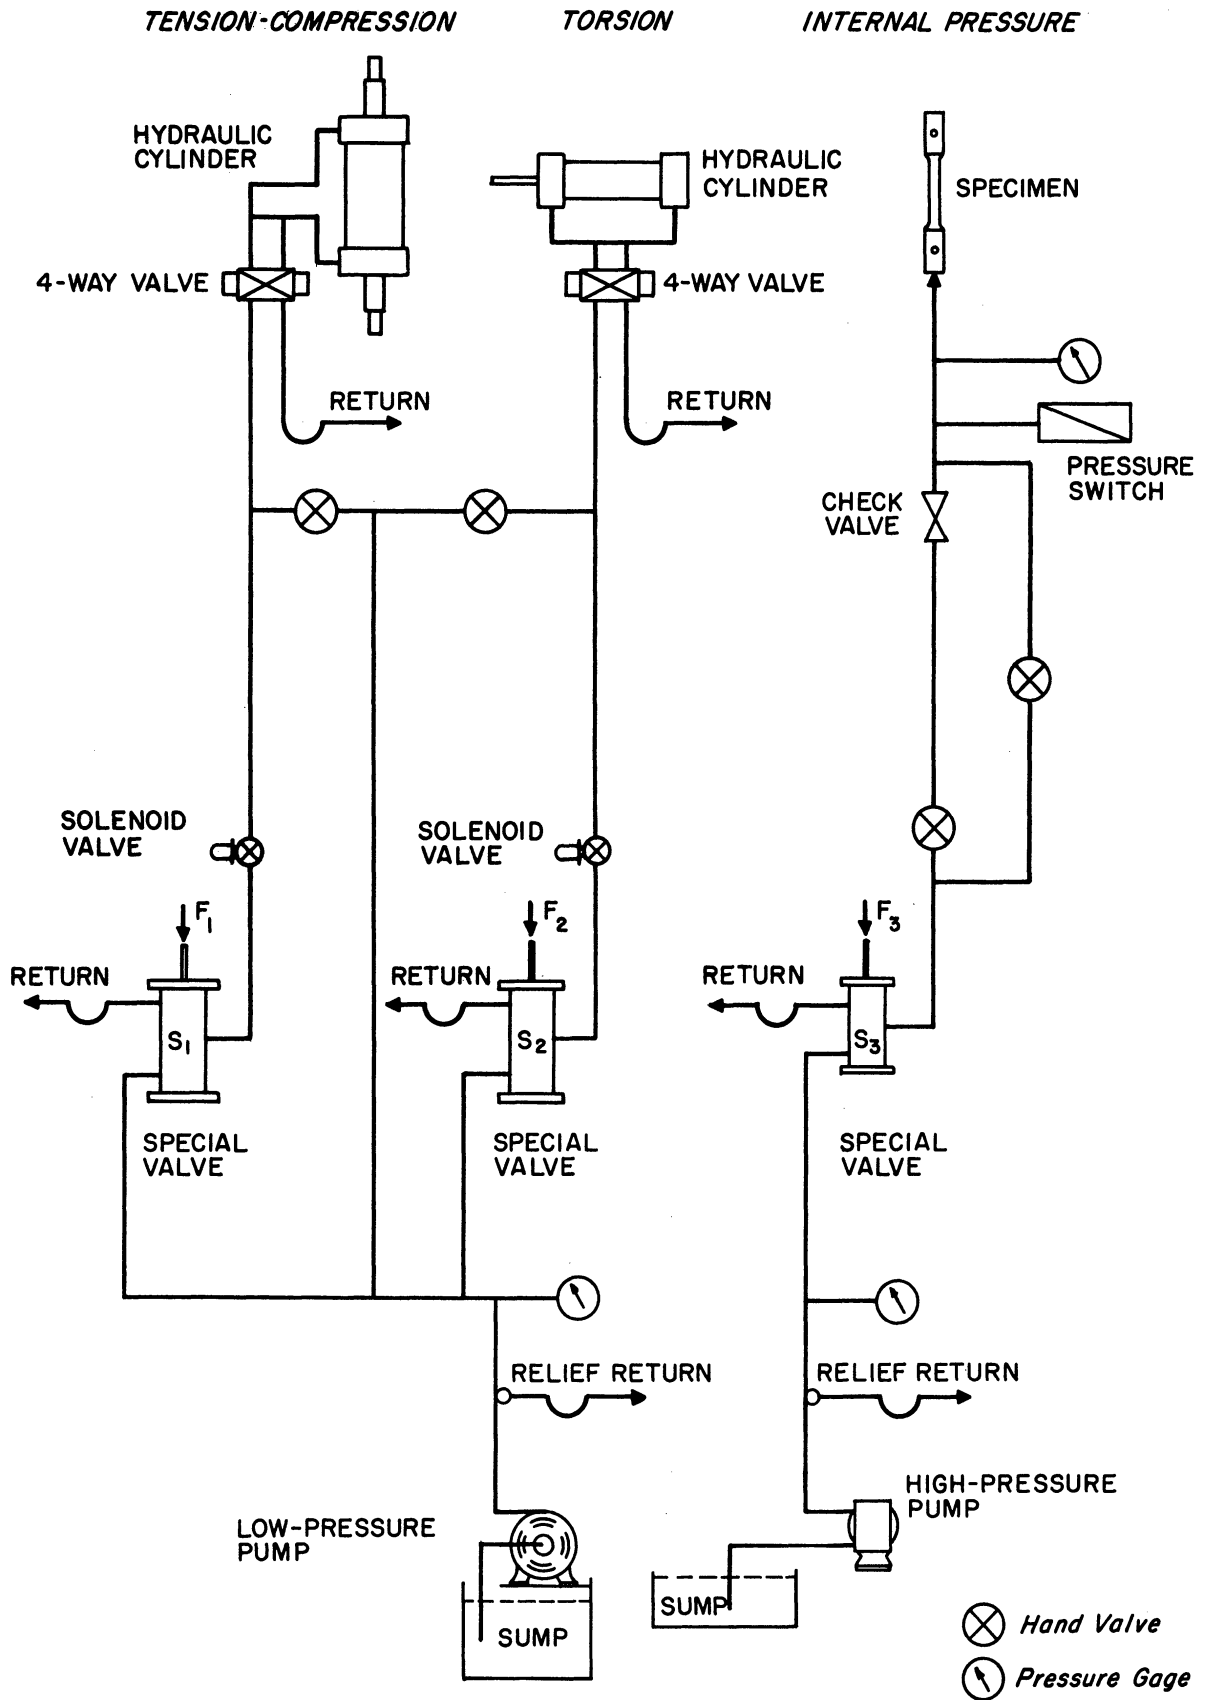 TENSION-COMPRESSION
TORSION
INTERNAL PRESSURE
HYDRAULIC
CYLINDER
HYDRAULIC
CYLINDER
SPECIMEN
4-WAY VALVE
4-WAY VALVE
RETURN
RETURN
PRESSURE
SWITCH
CHECK
VALVE
SOLENOID
VALVE
SOLENOID
VALVE
F1
F2
F3
RETURN
RETURN
RETURN
S1
S2
S3
SPECIAL
VALVE
SPECIAL
VALVE
SPECIAL
VALVE
RELIEF RETURN
RELIEF RETURN
HIGH-PRESSURE
PUMP
LOW-PRESSURE
PUMP
SUMP
SUMP
Hand Valve
Pressure Gage